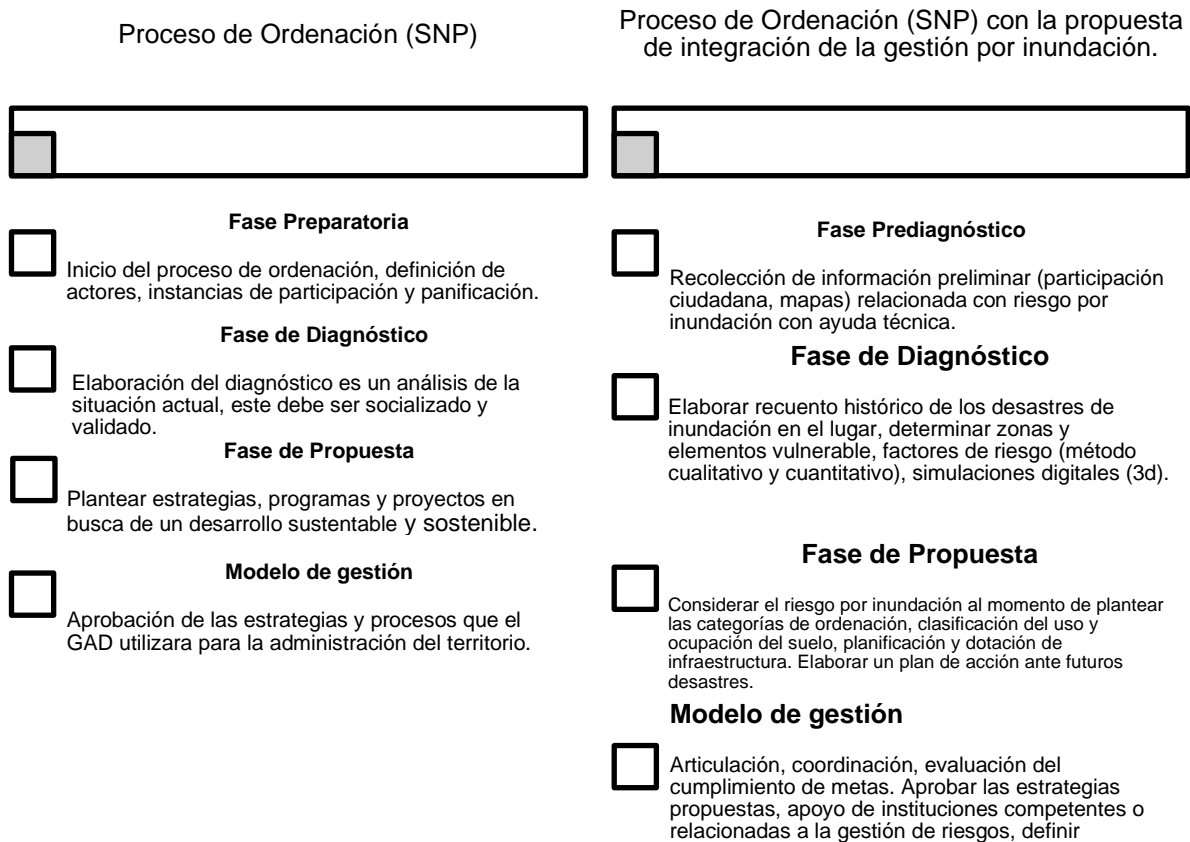 Proceso de Ordenación (SNP)
Fase Preparatoria
Inicio del proceso de ordenación, definición de
actores, instancias de participación y panificación.
Fase de Diagnóstico
Elaboración del diagnóstico es un análisis de la
situación actual, este debe ser socializado y
validado.
Fase de Propuesta
Plantear estrategias, programas y proyectos en
busca de un desarrollo sustentable y sostenible.
Modelo de gestión
Aprobación de las estrategias y procesos que el
GAD utilizara para la administración del territorio.
Proceso de Ordenación (SNP) con la propuesta
de integración de la gestión por inundación.
Fase Prediagnóstico
Recolección de información preliminar (participación
ciudadana, mapas) relacionada con riesgo por
inundación con ayuda técnica.
Fase de Diagnóstico
Elaborar recuento histórico de los desastres de
inundación en el lugar, determinar zonas y
elementos vulnerable, factores de riesgo (método
cualitativo y cuantitativo), simulaciones digitales (3d).
Fase de Propuesta
Considerar el riesgo por inundación al momento de plantear
las categorías de ordenación, clasificación del uso y
ocupación del suelo, planificación y dotación de
infraestructura. Elaborar un plan de acción ante futuros
desastres.
Modelo de gestión
Articulación, coordinación, evaluación del
cumplimiento de metas. Aprobar las estrategias
propuestas, apoyo de instituciones competentes o
relacionadas a la gestión de riesgos, definir